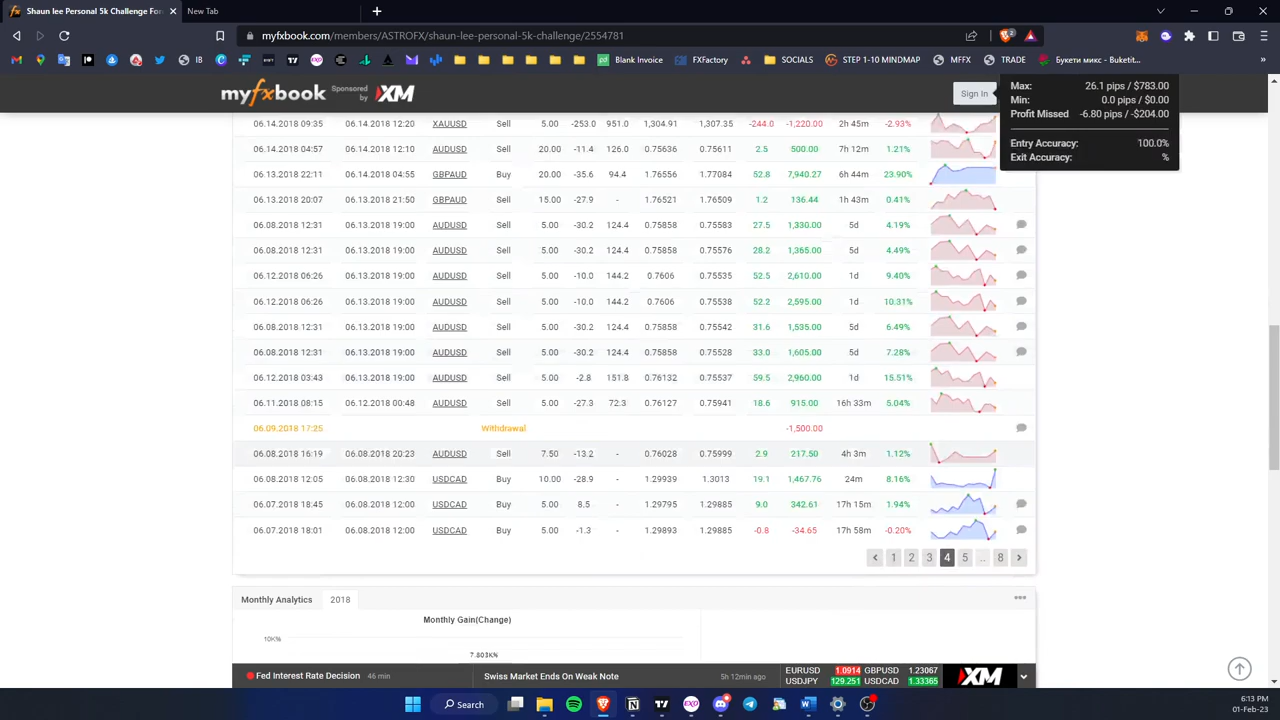 Shaun lee Personal 5k Challenge For
New Tab
myfxbook.com/members/ASTROFX/shaun-lee-personal-5k-challenge/2554781
2
IB
FXFactory
Blank Invoice
SOCIALS
STEP 1-10 MINDMAP
MFFX
TRADE
Букети микс - Buketit...
myfxbook Sponsored by XM
Sign In
Max: 26.1 pips / $783.00
Min: 0.0 pips / $0.00
Profit Missed -6.80 pips / -$204.00
Entry Accuracy: 100.0%
Exit Accuracy: %
06.14.2018 09:35 06.14.2018 12:20 XAUUSD Sell 5.00 -253.0 951.0 1,304.91 1,307.35 -244.0 -1,220.00 2h 45m -2.93%
06.14.2018 04:57 06.14.2018 12:10 AUDUSD Sell 20.00 -11.4 126.0 0.75636 0.75611 2.5 500.00 7h 12m 1.21%
06.13.2018 22:11 06.14.2018 04:55 GBPAUD Buy 20.00 -35.6 94.4 1.76556 1.77084 52.8 7,940.27 6h 44m 23.90%
06.13.2018 20:07 06.13.2018 21:50 GBPAUD Sell 15.00 -27.9 - 1.76521 1.76509 1.2 136.44 1h 43m 0.41%
06.08.2018 12:31 06.13.2018 19:00 AUDUSD Sell 5.00 -30.2 124.4 0.75858 0.75583 27.5 1,330.00 5d 4.19%
06.08.2018 12:31 06.13.2018 19:00 AUDUSD Sell 5.00 -30.2 124.4 0.75858 0.75576 28.2 1,365.00 5d 4.49%
06.12.2018 06:26 06.13.2018 19:00 AUDUSD Sell 5.00 -10.0 144.2 0.7606 0.75535 52.5 2,610.00 1d 9.40%
06.12.2018 06:26 06.13.2018 19:00 AUDUSD Sell 5.00 -10.0 144.2 0.7606 0.75538 52.2 2,595.00 1d 10.31%
06.08.2018 12:31 06.13.2018 19:00 AUDUSD Sell 5.00 -30.2 124.4 0.75858 0.75542 31.6 1,535.00 5d 6.49%
06.08.2018 12:31 06.13.2018 19:00 AUDUSD Sell 5.00 -30.2 124.4 0.75858 0.75528 33.0 1,605.00 5d 7.28%
06.12.2018 03:43 06.13.2018 19:00 AUDUSD Sell 5.00 -2.8 151.8 0.76132 0.75537 59.5 2,960.00 1d 15.51%
06.11.2018 08:15 06.12.2018 00:48 AUDUSD Sell 5.00 -27.3 72.3 0.76127 0.75941 18.6 915.00 16h 33m 5.04%
06.09.2018 17:25 Withdrawal -1,500.00
06.08.2018 16:19 06.08.2018 20:23 AUDUSD Sell 7.50 -13.2 - 0.76028 0.75999 2.9 217.50 4h 3m 1.12%
06.08.2018 12:05 06.08.2018 12:30 USDCAD Buy 10.00 -28.9 - 1.29939 1.3013 19.1 1,467.76 24m 8.16%
06.07.2018 18:45 06.08.2018 12:00 USDCAD Buy 5.00 8.5 - 1.29795 1.29885 9.0 342.61 17h 15m 1.94%
06.07.2018 18:01 06.08.2018 12:00 USDCAD Buy 5.00 -1.3 - 1.29893 1.29885 -0.8 -34.65 17h 58m -0.20%
1 2 3 4 5 ... 8
Monthly Analytics 2018
Monthly Gain(Change)
10K%
7.803K%
Fed Interest Rate Decision 46 min
Swiss Market Ends On Weak Note 5h 12min ago
EURUSD 1.0914 GBPUSD 1.23067
USDJPY 129.251 USDCAD 1.33365
XM
Search
6:13 PM
01-Feb-23